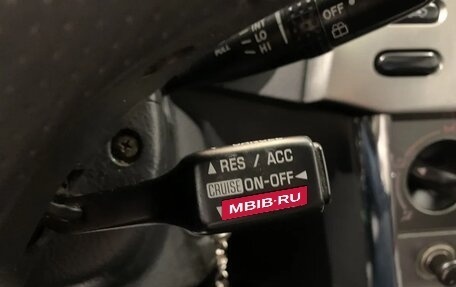 INT
LO
HI
PULL
OFF
▲ RES / ACC
CRUISE ON-OFF ◄
MBIB·RU